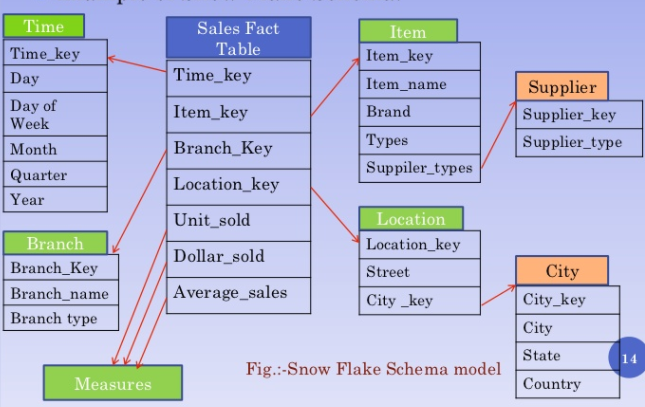 Time
Time_key
Day
Day of
Week
Month
Quarter
Year
Branch
Branch_Key
Branch_name
Branch type
Sales Fact
Table
Time_key
Item_key
Branch_Key
Location_key
Unit_sold
Dollar_sold
Average_sales
Measures
Item
Item_key
Item_name
Brand
Types
Suppiler_types
Location
Location_key
Street
City _key
Supplier
Supplier_key
Supplier_type
City
City_key
City
State
Country
Fig.:-Snow Flake Schema model
14